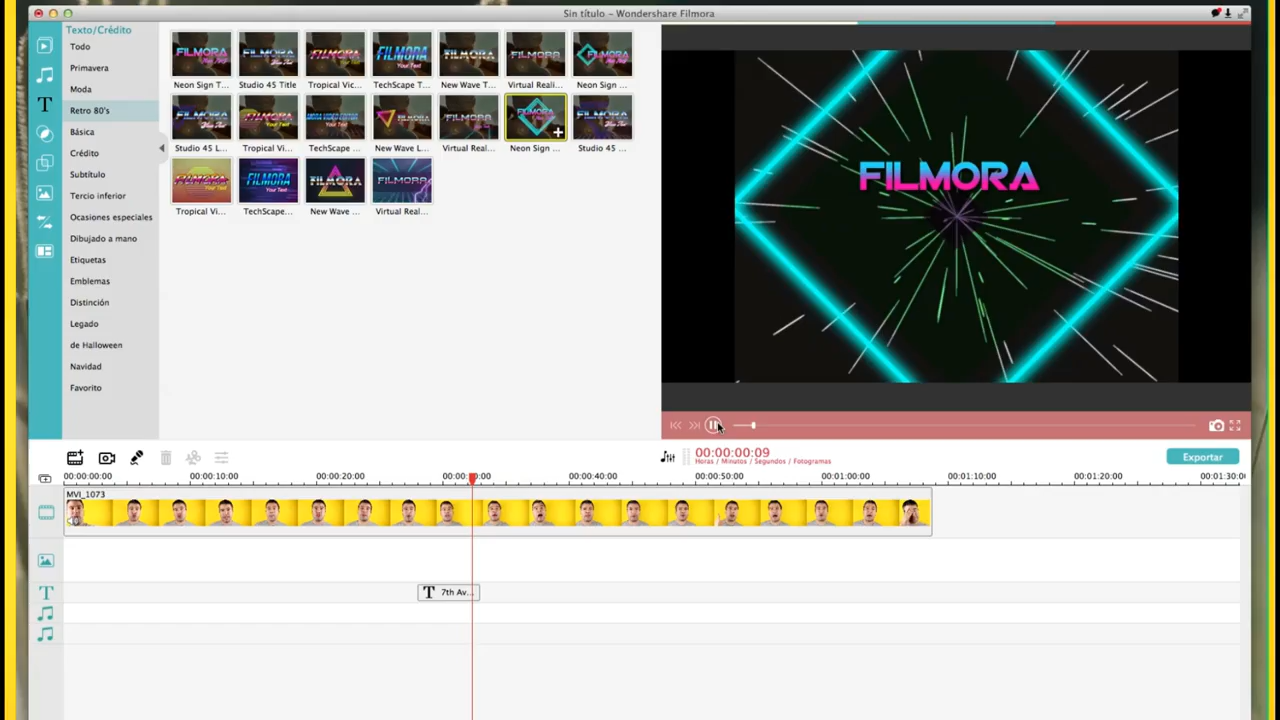 Sin título - Wondershare Filmora
Texto/Crédito
Todo
Primavera
Moda
Retro 80's
Básica
Crédito
Subtítulo
Tercio inferior
Ocasiones especiales
Dibujado a mano
Etiquetas
Emblemas
Distinción
Legado
de Halloween
Navidad
Favorito
Neon Sign T... Studio 45 Title Tropical Vic... TechScape T... New Wave T... Virtual Reali... Neon Sign ...
Studio 45 L... Tropical Vi... TechScape ... New Wave L... Virtual Real... Neon Sign ... Studio 45 ...
Tropical Vi... TechScape... New Wave ... Virtual Real...
FILMORA
00:00:00:09
Horas / Minutos / Segundos / Fotogramas
Exportar
00:00:00:00 00:00:10:00 00:00:20:00 00:00:40:00 00:00:50:00 00:01:00:00 00:01:10:00 00:01:20:00 00:01:30:0
MVI_1073
T 7th Av...